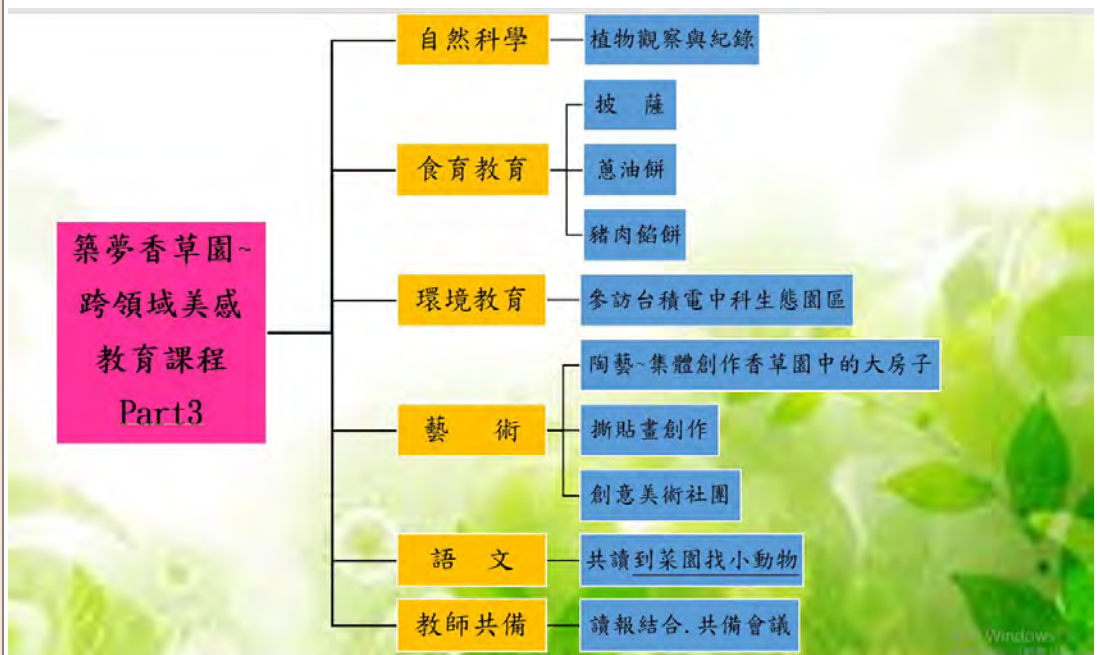 築夢香草園~
跨領域美感
教育課程
Part3
自然科學
植物觀察與紀錄
食育教育
披　薩
蔥油餅
豬肉餡餅
環境教育
參訪台積電中科生態園區
藝　術
陶藝~集體創作香草園中的大房子
撕貼畫創作
創意美術社團
語　文
共讀到菜園找小動物
教師共備
讀報結合.共備會議
Windows